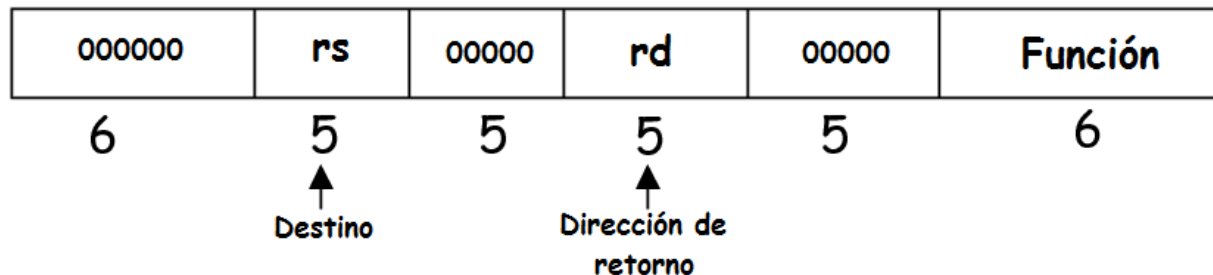 000000 rs 00000 rd 00000 Función
6 5 5 5 5 6
Destino Dirección de
retorno